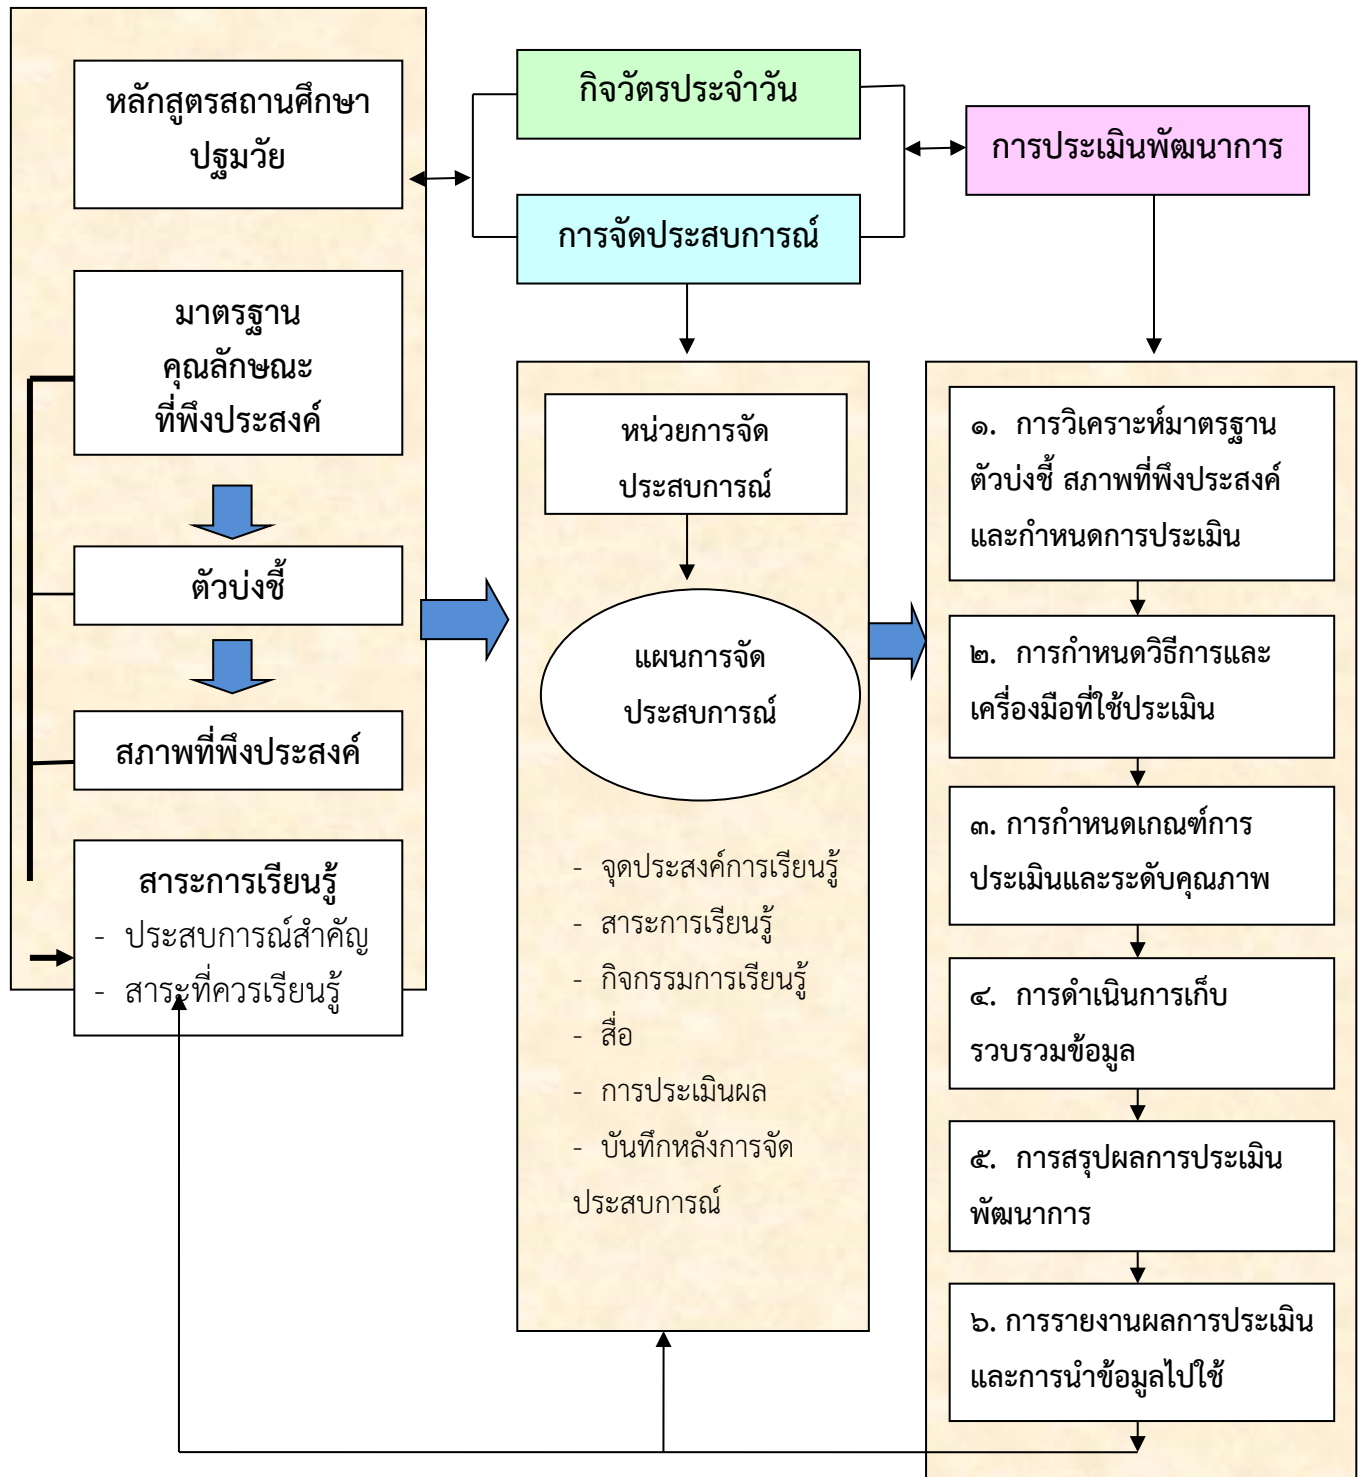 หลักสูตรสถานศึกษา
ปฐมวัย
มาตรฐาน
คุณลักษณะ
ที่พึงประสงค์
ตัวบ่งชี้
สภาพที่พึงประสงค์
สาระการเรียนรู้
- ประสบการณ์สำคัญ
- สาระที่ควรเรียนรู้
กิจวัตรประจำวัน
การจัดประสบการณ์
หน่วยการจัด
ประสบการณ์
แผนการจัด
ประสบการณ์
- จุดประสงค์การเรียนรู้
- สาระการเรียนรู้
- กิจกรรมการเรียนรู้
- สื่อ
- การประเมินผล
- บันทึกหลังการจัด
ประสบการณ์
การประเมินพัฒนาการ
๑. การวิเคราะห์มาตรฐาน
ตัวบ่งชี้ สภาพที่พึงประสงค์
และกำหนดการประเมิน
๒. การกำหนดวิธีการและ
เครื่องมือที่ใช้ประเมิน
๓. การกำหนดเกณฑ์การ
ประเมินและระดับคุณภาพ
๔. การดำเนินการเก็บ
รวบรวมข้อมูล
๕. การสรุปผลการประเมิน
พัฒนาการ
๖. การรายงานผลการประเมิน
และการนำข้อมูลไปใช้